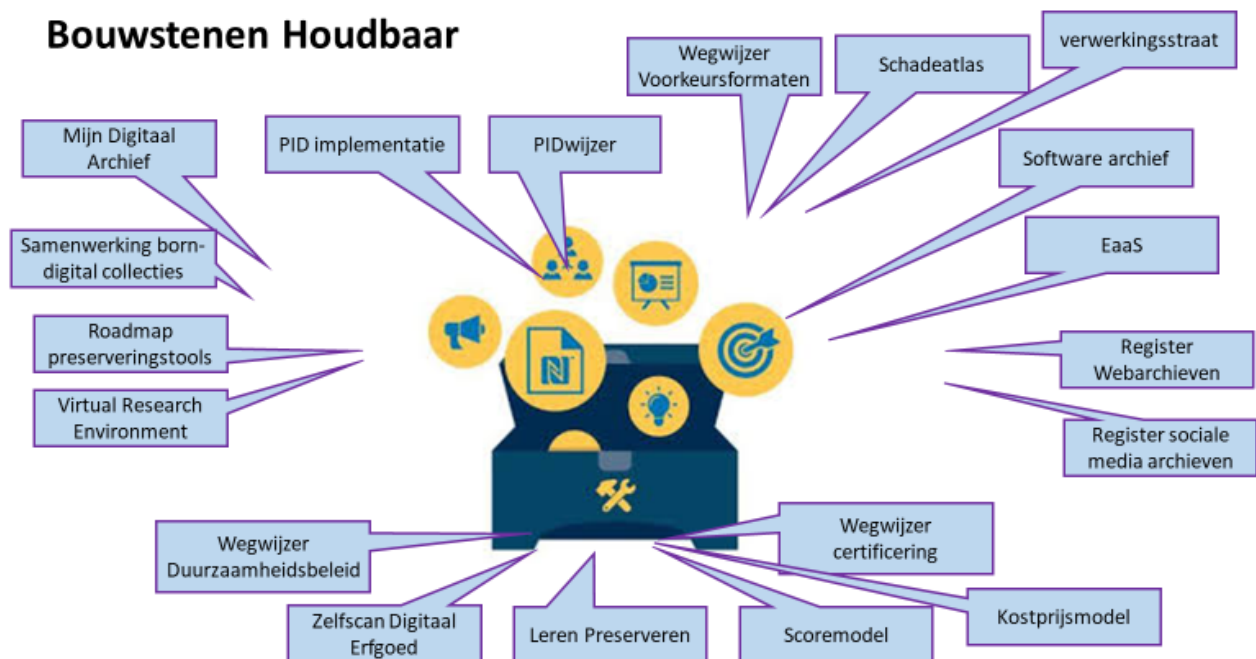 Bouwstenen Houdbaar
Wegwijzer
Voorkeursformaten
Schadeatlas
verwerkingsstraat
Mijn Digitaal
Archief
PID implementatie
PIDwijzer
Software archief
Samenwerking born-
digital collecties
EaaS
Roadmap
preserveringstools
Register
Webarchieven
Virtual Research
Environment
Register sociale
media archieven
N
Wegwijzer
Duurzaamheidsbeleid
Wegwijzer
certificering
Zelfscan Digitaal
Erfgoed
Leren Preserveren
Scoremodel
Kostprijsmodel